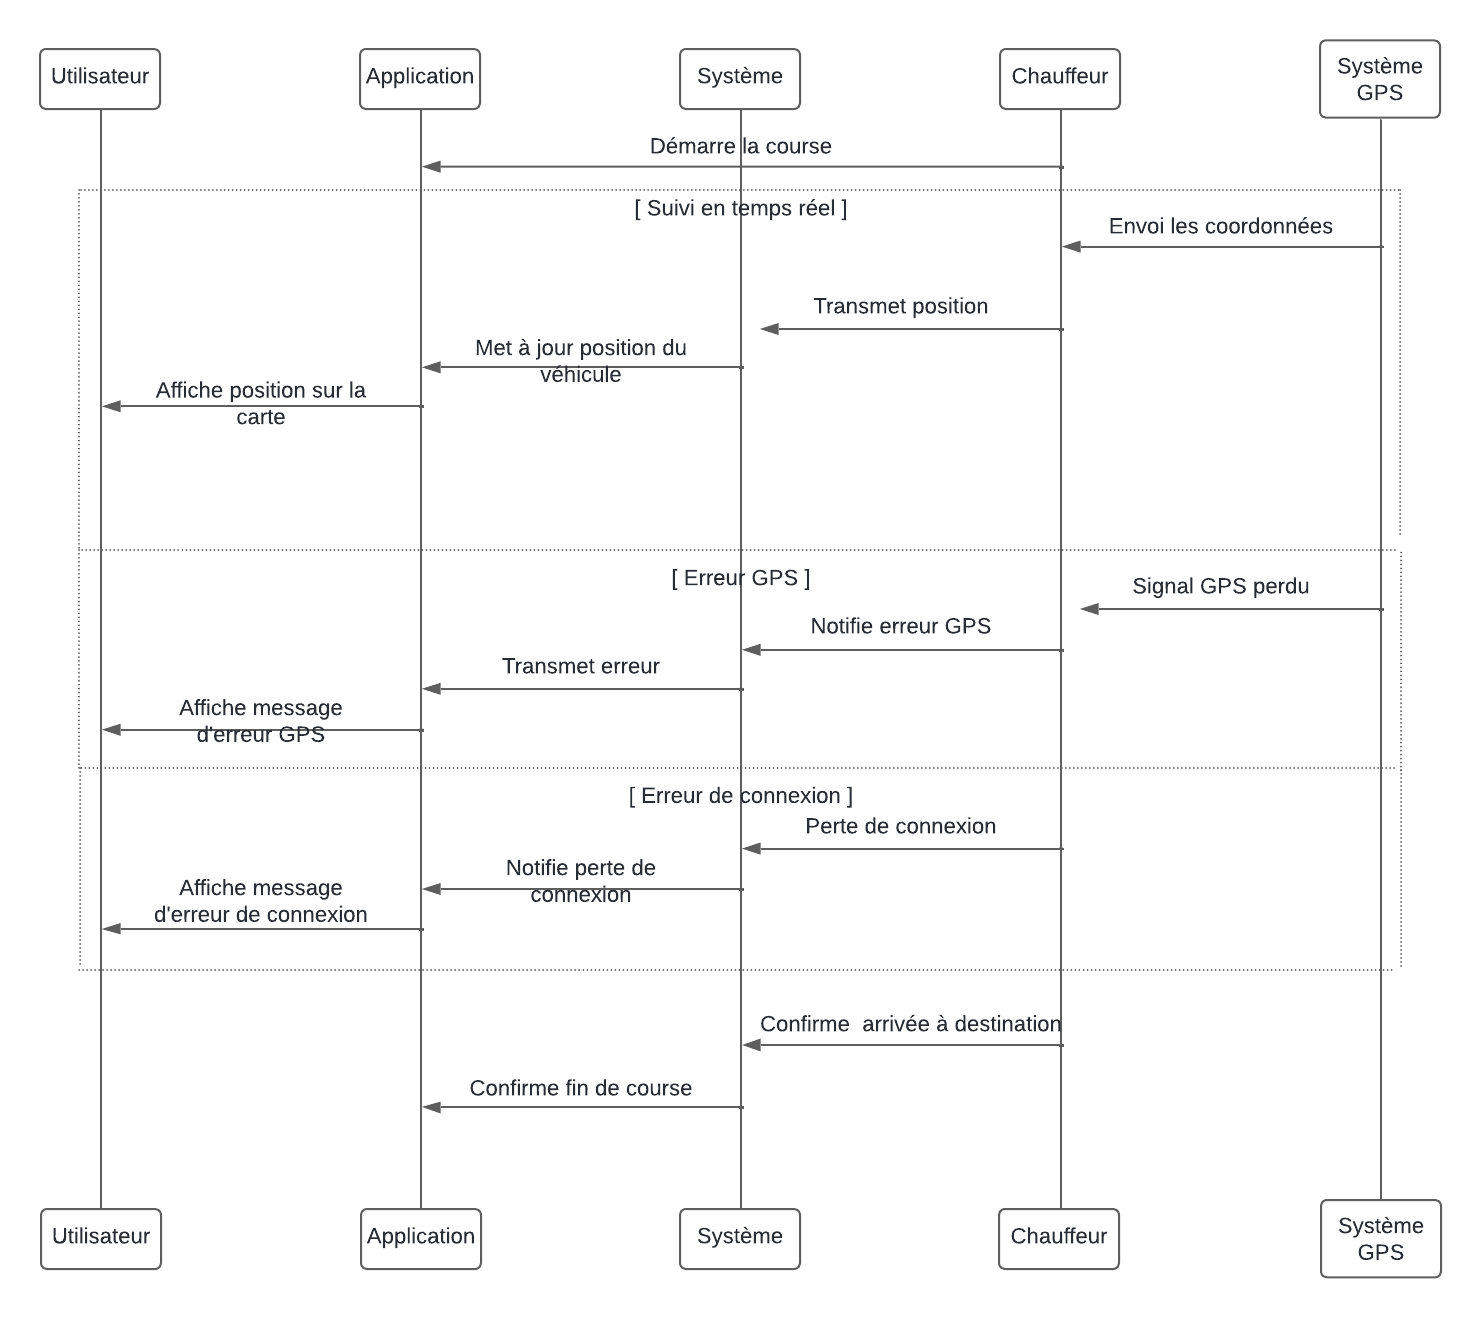 Utilisateur
Application
Système
Chauffeur
Système
GPS
Démarre la course
[ Suivi en temps réel ]
Envoi les coordonnées
Transmet position
Met à jour position du
véhicule
Affiche position sur la
carte
[ Erreur GPS ]
Signal GPS perdu
Notifie erreur GPS
Transmet erreur
Affiche message
d'erreur GPS
[ Erreur de connexion ]
Perte de connexion
Notifie perte de
connexion
Affiche message
d'erreur de connexion
Confirme  arrivée à destination
Confirme fin de course
Utilisateur
Application
Système
Chauffeur
Système
GPS